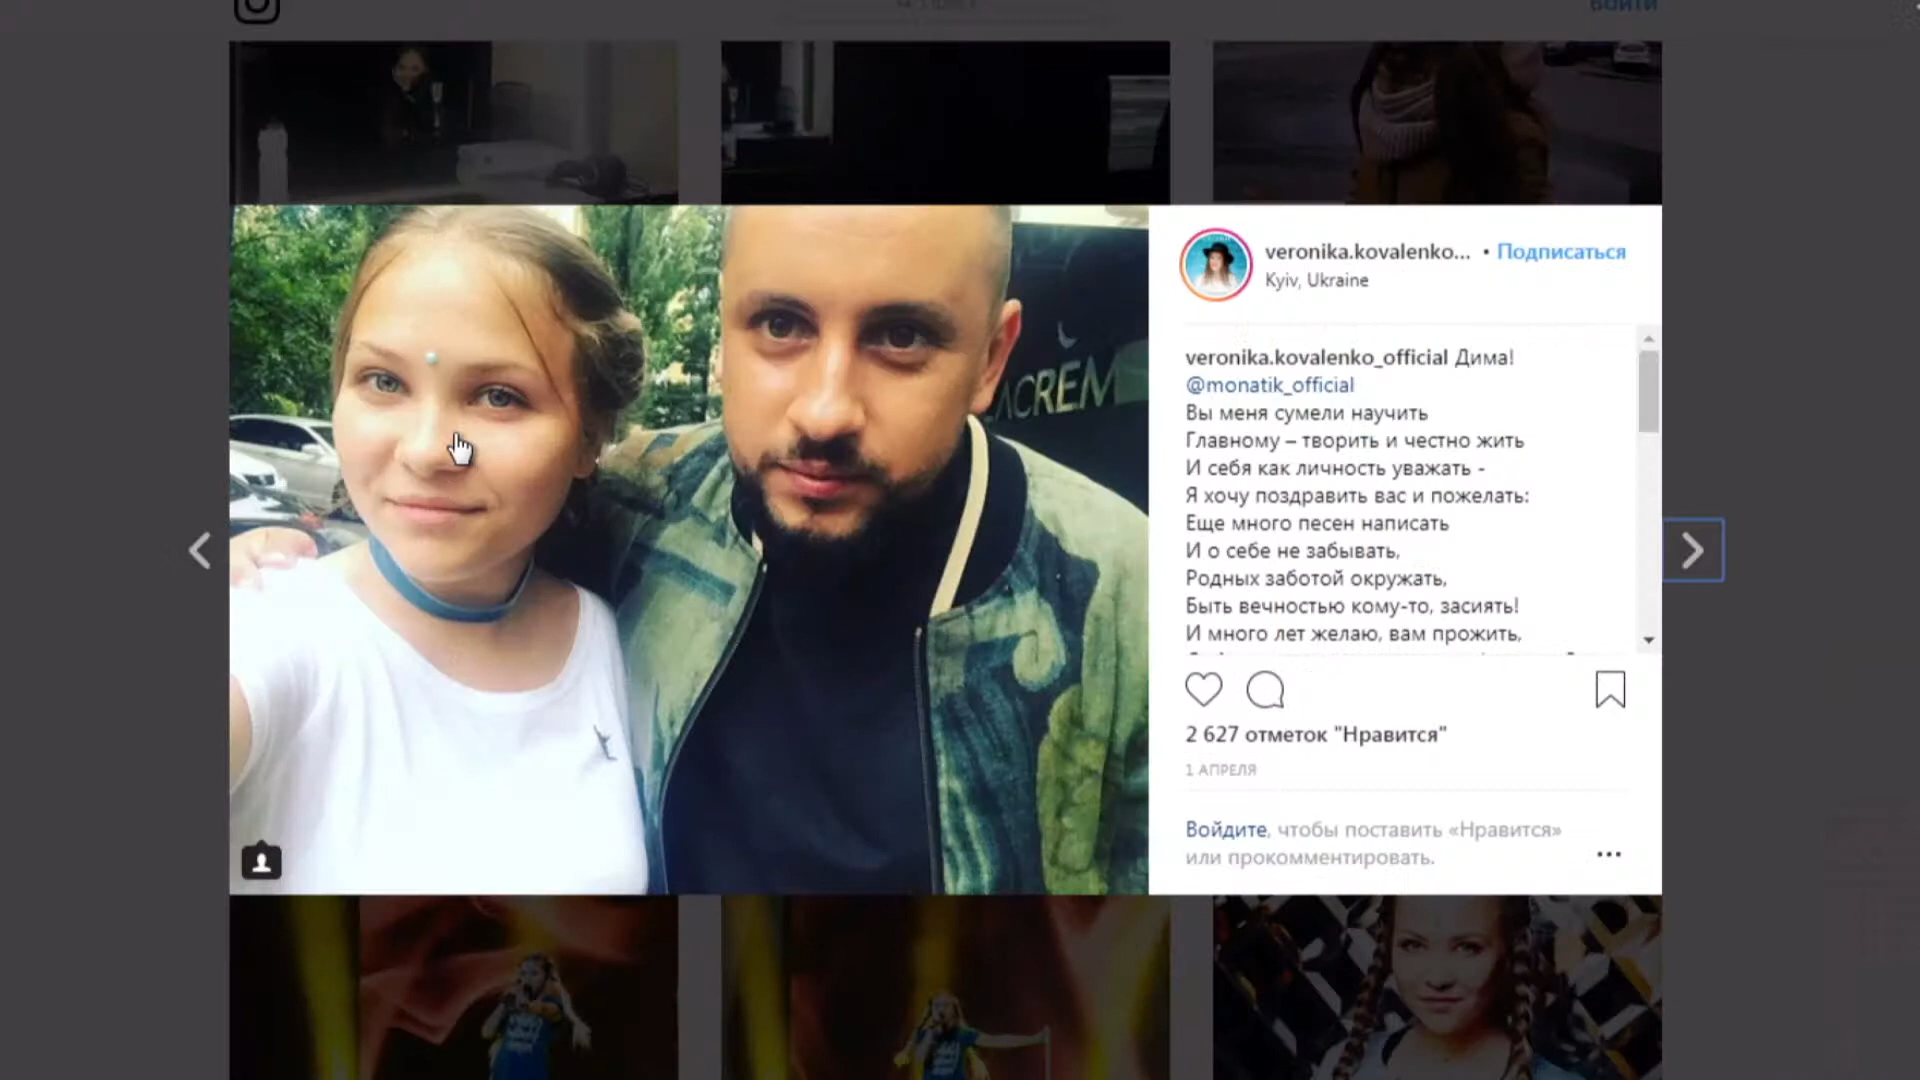 Войти
veronika.kovalenko... • Подписаться
Kyiv, Ukraine
veronika.kovalenko_official Дима!
@monatik_official
Вы меня сумели научить
Главному – творить и честно жить
И себя как личность уважать -
Я хочу поздравить вас и пожелать:
Еще много песен написать
И о себе не забывать,
Родных заботой окружать,
Быть вечностью кому-то, засиять!
И много лет желаю, вам прожить,
2 627 отметок "Нравится"
1 АПРЕЛЯ
Войдите, чтобы поставить «Нравится»
или прокомментировать.